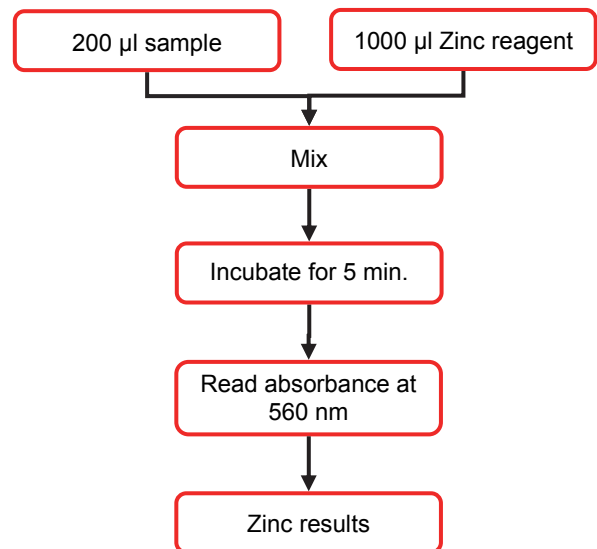 200 µl sample
1000 µl Zinc reagent
Mix
Incubate for 5 min.
Read absorbance at
560 nm
Zinc results